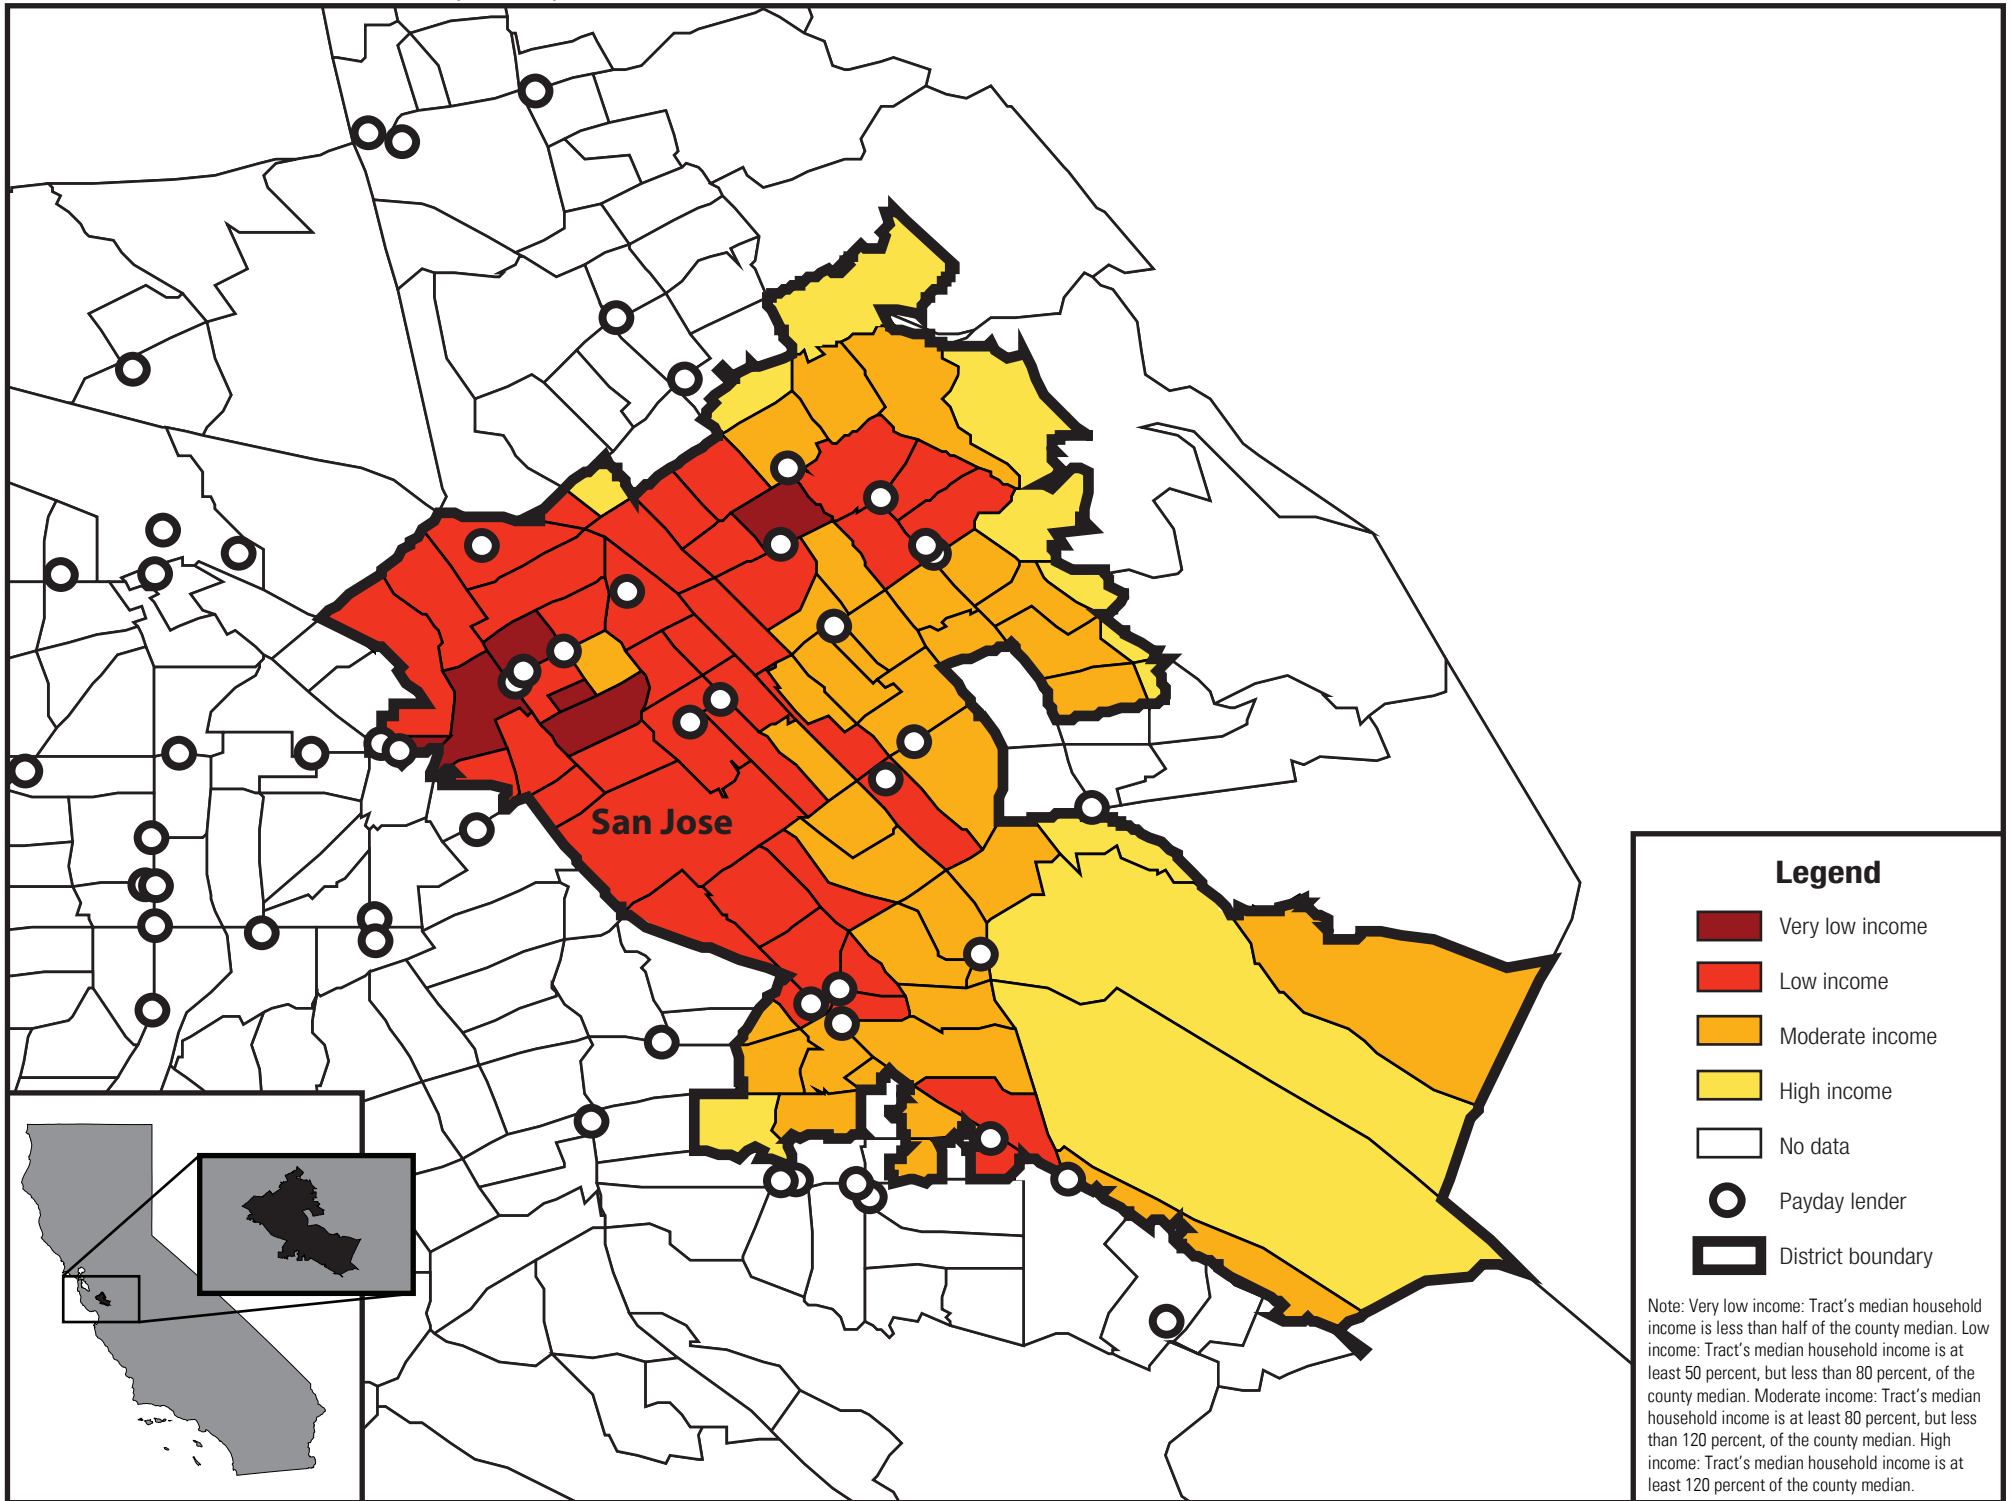 San Jose
Legend
Very low income
Low income
Moderate income
High income
No data
Payday lender
District boundary
Note: Very low income: Tract's median household
income is less than half of the county median. Low
income: Tract's median household income is at
least 50 percent, but less than 80 percent, of the
county median. Moderate income: Tract's median
household income is at least 80 percent, but less
than 120 percent, of the county median. High
income: Tract's median household income is at
least 120 percent of the county median.